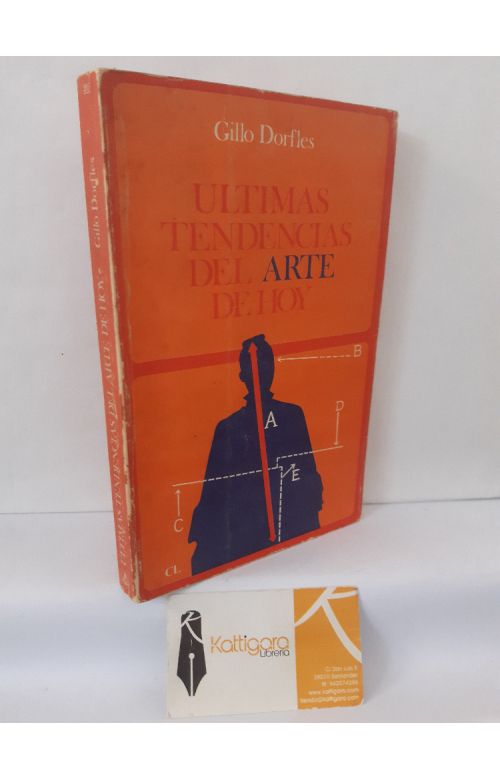 Gillo Dorfles
ULTIMAS
TENDENCIAS
DEL ARTE
DE HOY
B
A
D
E
C
CL
Gillo Dorfles
ULTIMAS TENDENCIAS DEL ARTE DE HOY
K
Kattigara
Librería
www.kattigara.com